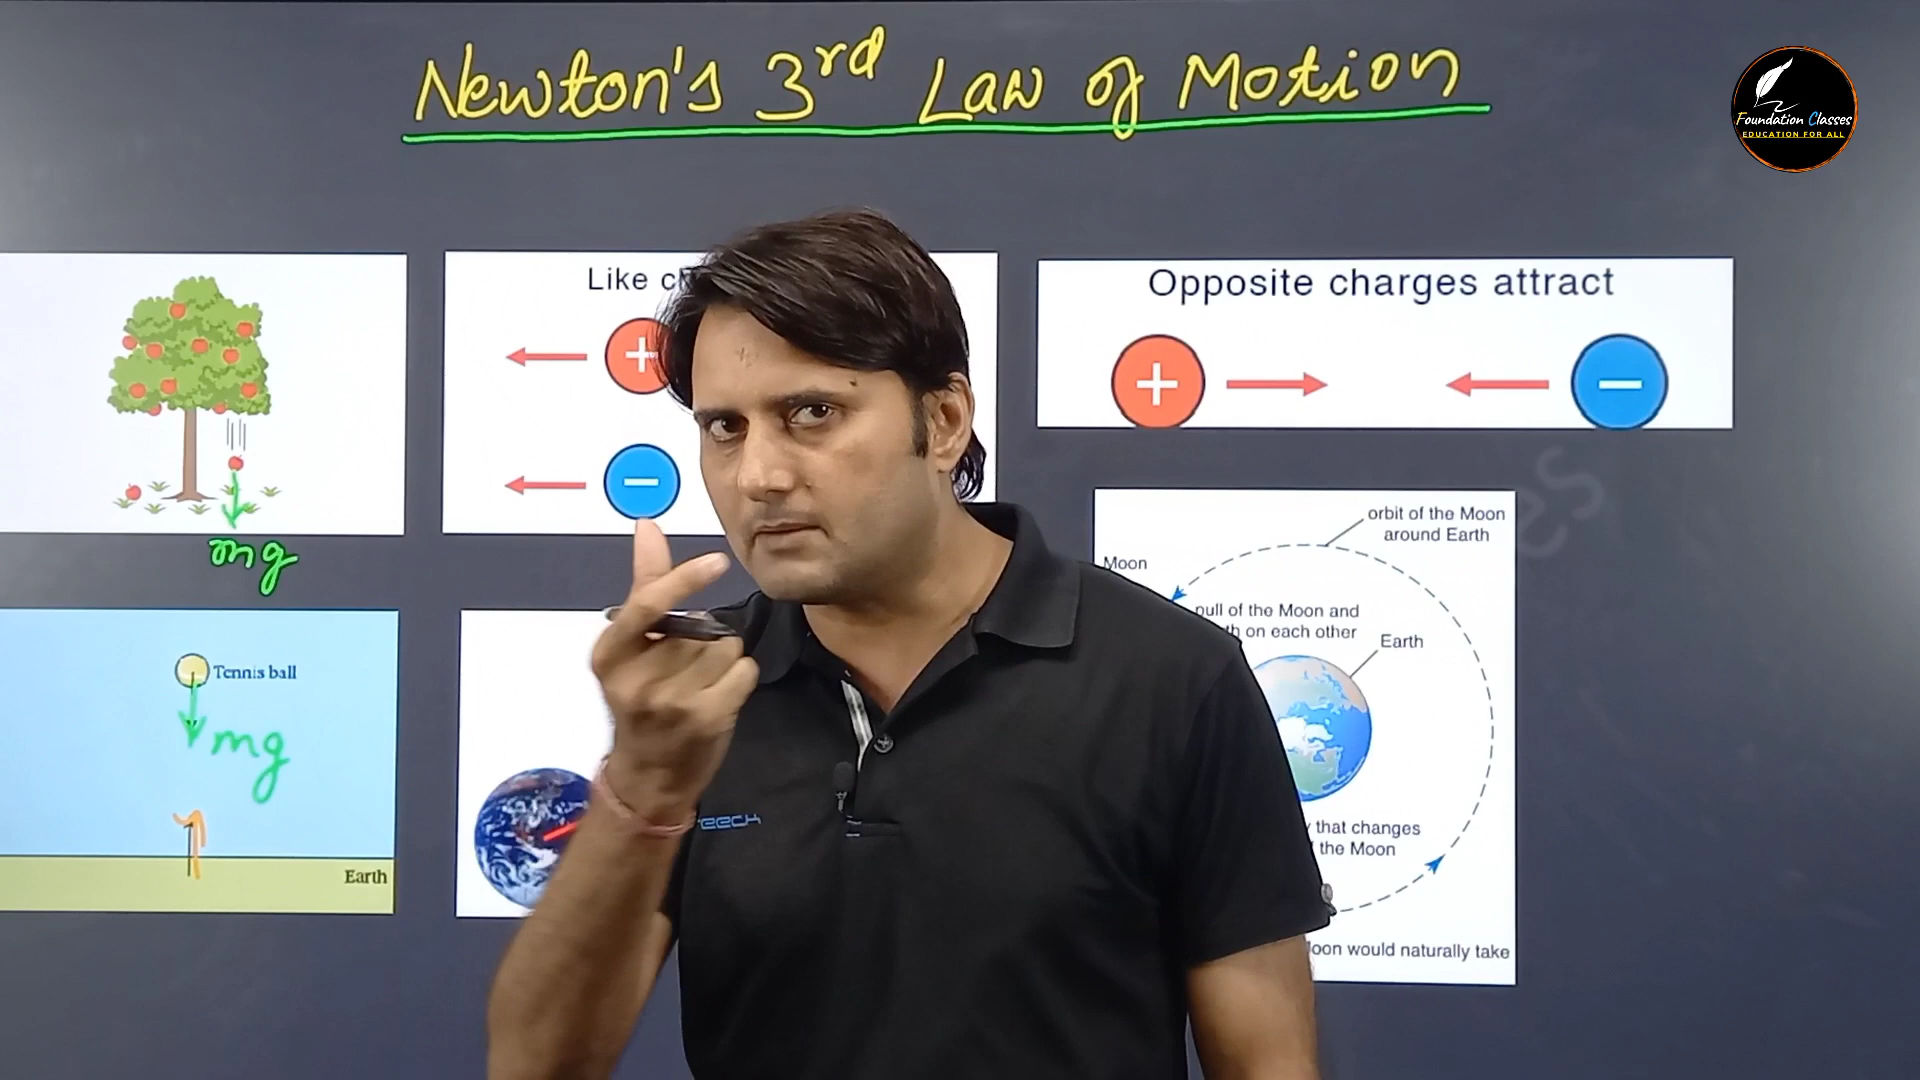 Newton's 3rd Law of Motion
Foundation Classes
EDUCATION FOR ALL
Like
Opposite charges attract
mg
orbit of the Moon
around Earth
Moon
pull of the Moon and
on each other
Earth
Tennis ball
mg
that changes
the Moon
Earth
would naturally take